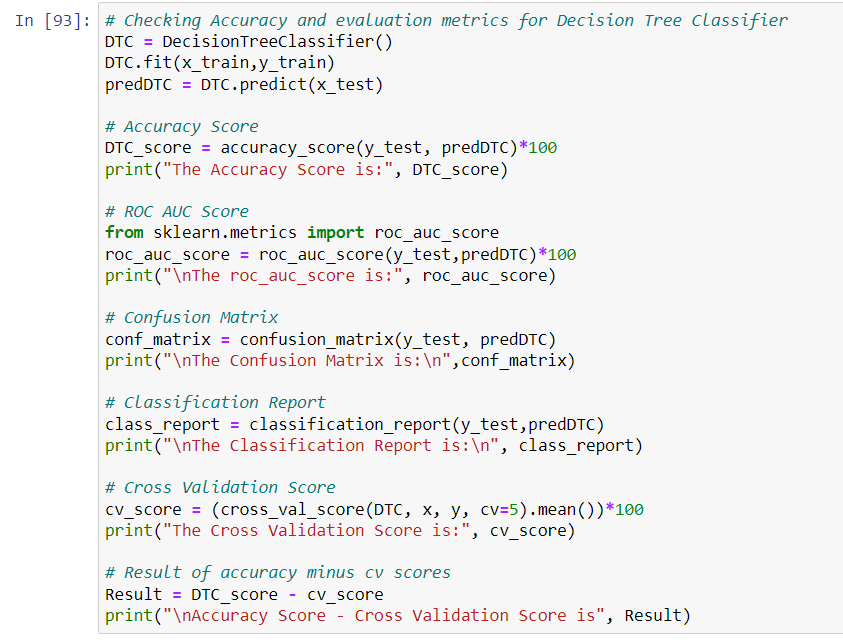 In [93]: # Checking Accuracy and evaluation metrics for Decision Tree Classifier
DTC = DecisionTreeClassifier()
DTC.fit(x_train,y_train)
predDTC = DTC.predict(x_test)
# Accuracy Score
DTC_score = accuracy_score(y_test, predDTC)*100
print("The Accuracy Score is:", DTC_score)
# ROC AUC Score
from sklearn.metrics import roc_auc_score
roc_auc_score = roc_auc_score(y_test,predDTC)*100
print("\nThe roc_auc_score is:", roc_auc_score)
# Confusion Matrix
conf_matrix = confusion_matrix(y_test, predDTC)
print("\nThe Confusion Matrix is:\n",conf_matrix)
# Classification Report
class_report = classification_report(y_test,predDTC)
print("\nThe Classification Report is:\n", class_report)
# Cross Validation Score
cv_score = (cross_val_score(DTC, x, y, cv=5).mean())*100
print("The Cross Validation Score is:", cv_score)
# Result of accuracy minus cv scores
Result = DTC_score - cv_score
print("\nAccuracy Score - Cross Validation Score is", Result)